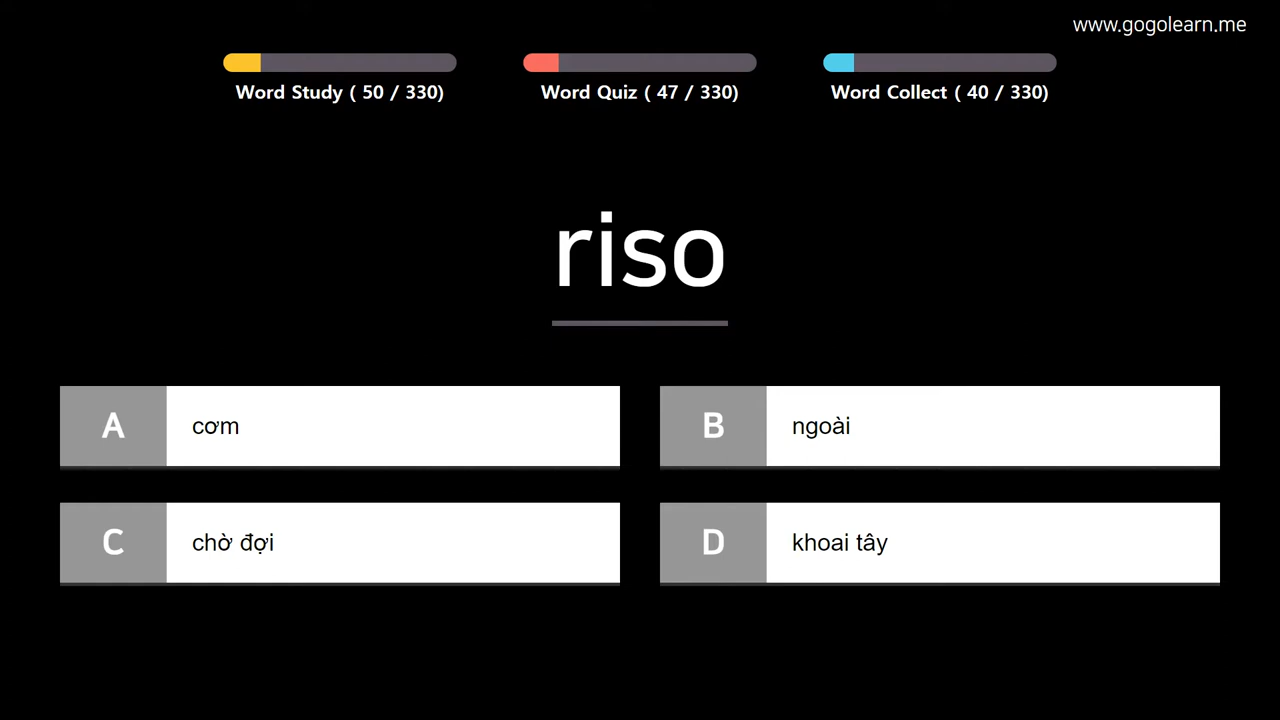 www.gogolearn.me
Word Study ( 50 / 330)
Word Quiz ( 47 / 330)
Word Collect ( 40 / 330)
riso
A cơm
B ngoài
C chờ đợi
D khoai tây